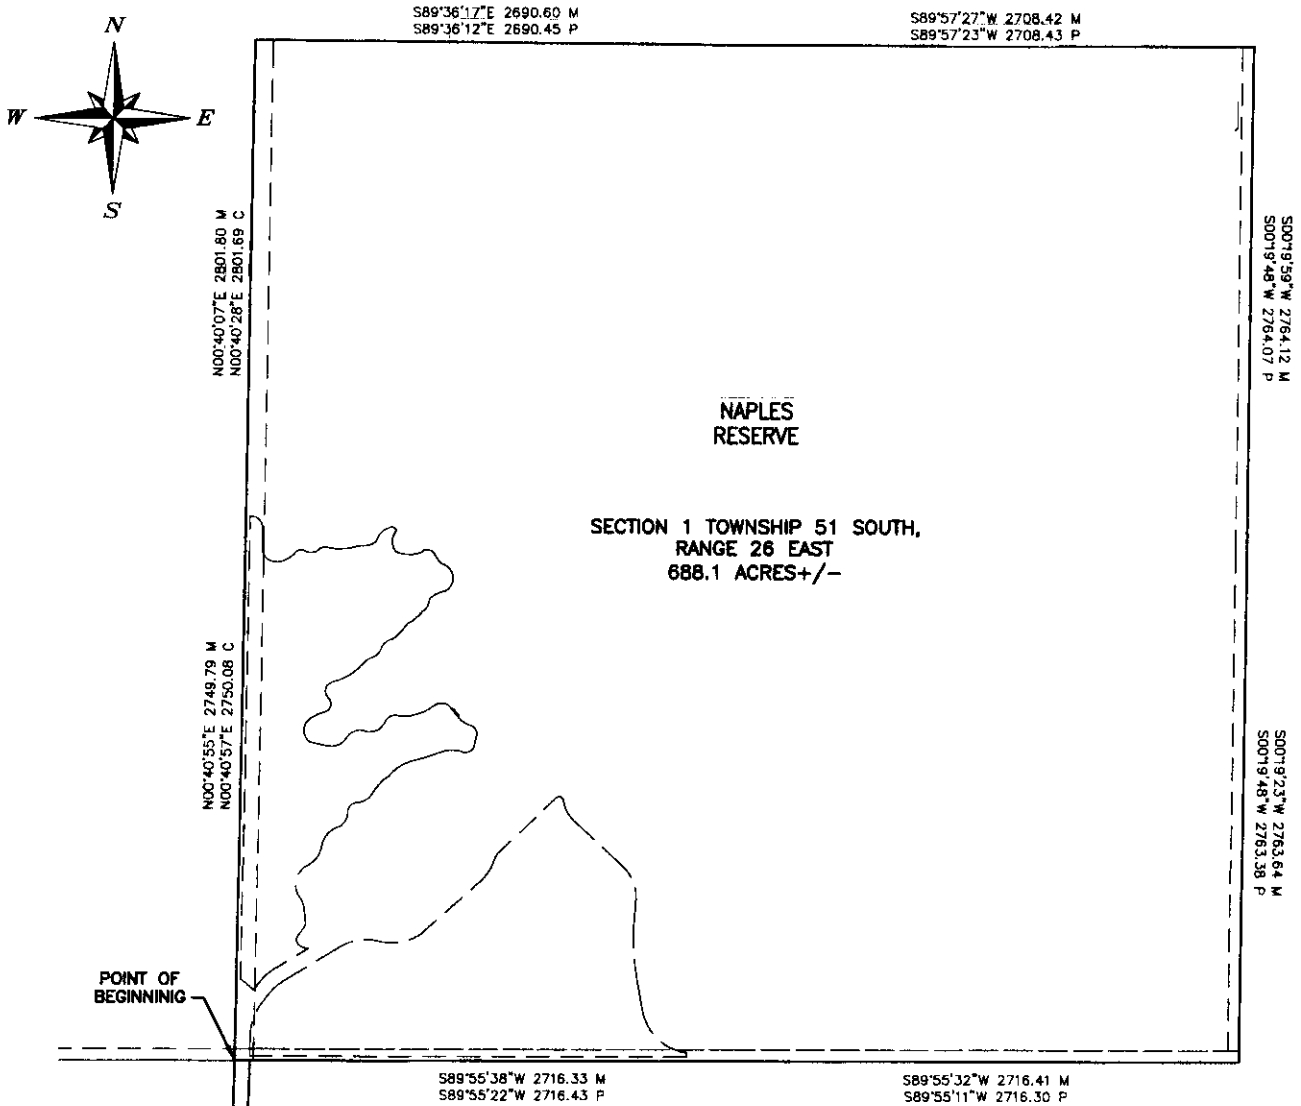 S89°36'17"E 2690.60 M
S89°36'12"E 2690.45 P
S89°57'27"W 2708.42 M
S89°57'23"W 2708.43 P
N
W
E
S
N00°40'07"E 2801.80 M
N00°40'28"E 2801.69 C
S00°19'59"W 2764.12 M
S00°19'48"W 2764.07 P
NAPLES
RESERVE
SECTION 1 TOWNSHIP 51 SOUTH,
RANGE 26 EAST
688.1 ACRES+/-
N00°40'55"E 2749.79 M
N00°40'57"E 2750.08 C
S00°19'23"W 2763.64 M
S00°19'48"W 2763.38 P
POINT OF
BEGINNINIG
S89°55'38"W 2716.33 M
S89°55'22"W 2716.43 P
S89°55'32"W 2716.41 M
S89°55'11"W 2716.30 P